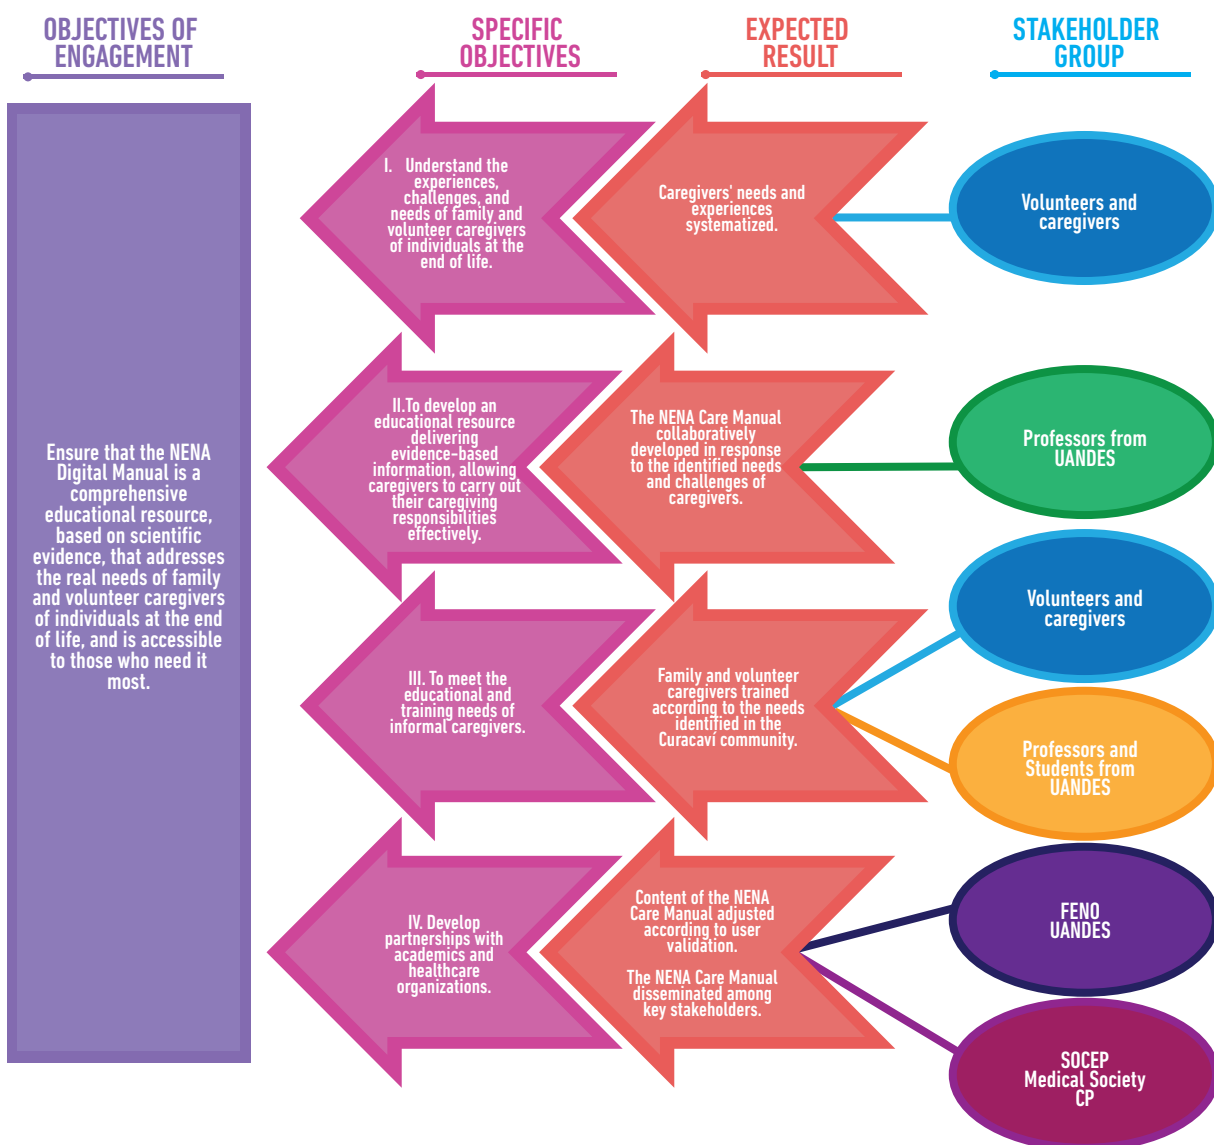 OBJECTIVES OF
ENGAGEMENT
SPECIFIC
OBJECTIVES
EXPECTED
RESULT
STAKEHOLDER
GROUP
Ensure that the NENA
Digital Manual is a
comprehensive
educational resource,
based on scientific
evidence, that addresses
the real needs of family
and volunteer caregivers
of individuals at the end
of life, and is accessible
to those who need it
most.
I. Understand the
experiences,
challenges, and
needs of family and
volunteer caregivers
of individuals at the
end of life.
Caregivers' needs and
experiences
systematized.
Volunteers and
caregivers
II.To develop an
educational resource
delivering
evidence-based
information, allowing
caregivers to carry out
their caregiving
responsibilities
effectively.
The NENA Care Manual
collaboratively
developed in response
to the identified needs
and challenges of
caregivers.
Professors from
UANDES
III. To meet the
educational and
training needs of
informal caregivers.
Family and volunteer
caregivers trained
according to the needs
identified in the
Curacaví community.
Volunteers and
caregivers
Professors and
Students from
UANDES
IV. Develop
partnerships with
academics and
healthcare
organizations.
Content of the NENA
Care Manual adjusted
according to user
validation.
The NENA Care Manual
disseminated among
key stakeholders.
FENO
UANDES
SOCEP
Medical Society
CP